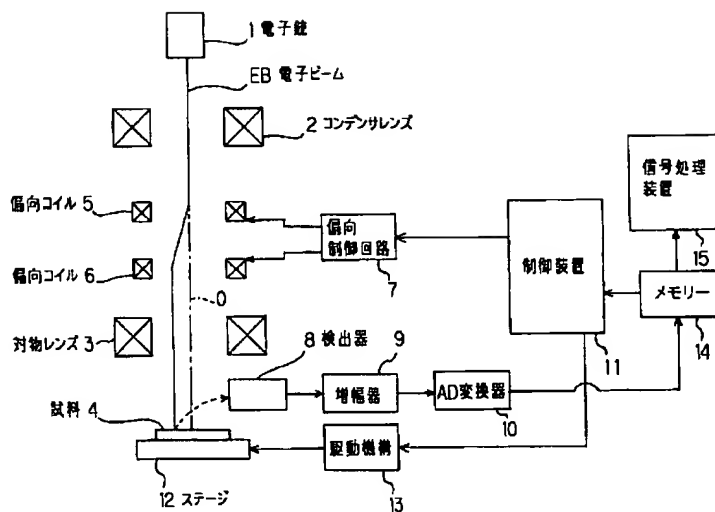 1 電子銃
EB 電子ビーム
2 コンデンサレンズ
信号処理
装置
15
偏向コイル 5
偏向
制御回路
7
制御装置
11
メモリー
14
偏向コイル 6
O
対物レンズ 3
8 検出器
9
増幅器
AD変換器
10
試料 4
駆動機構
13
12 ステージ